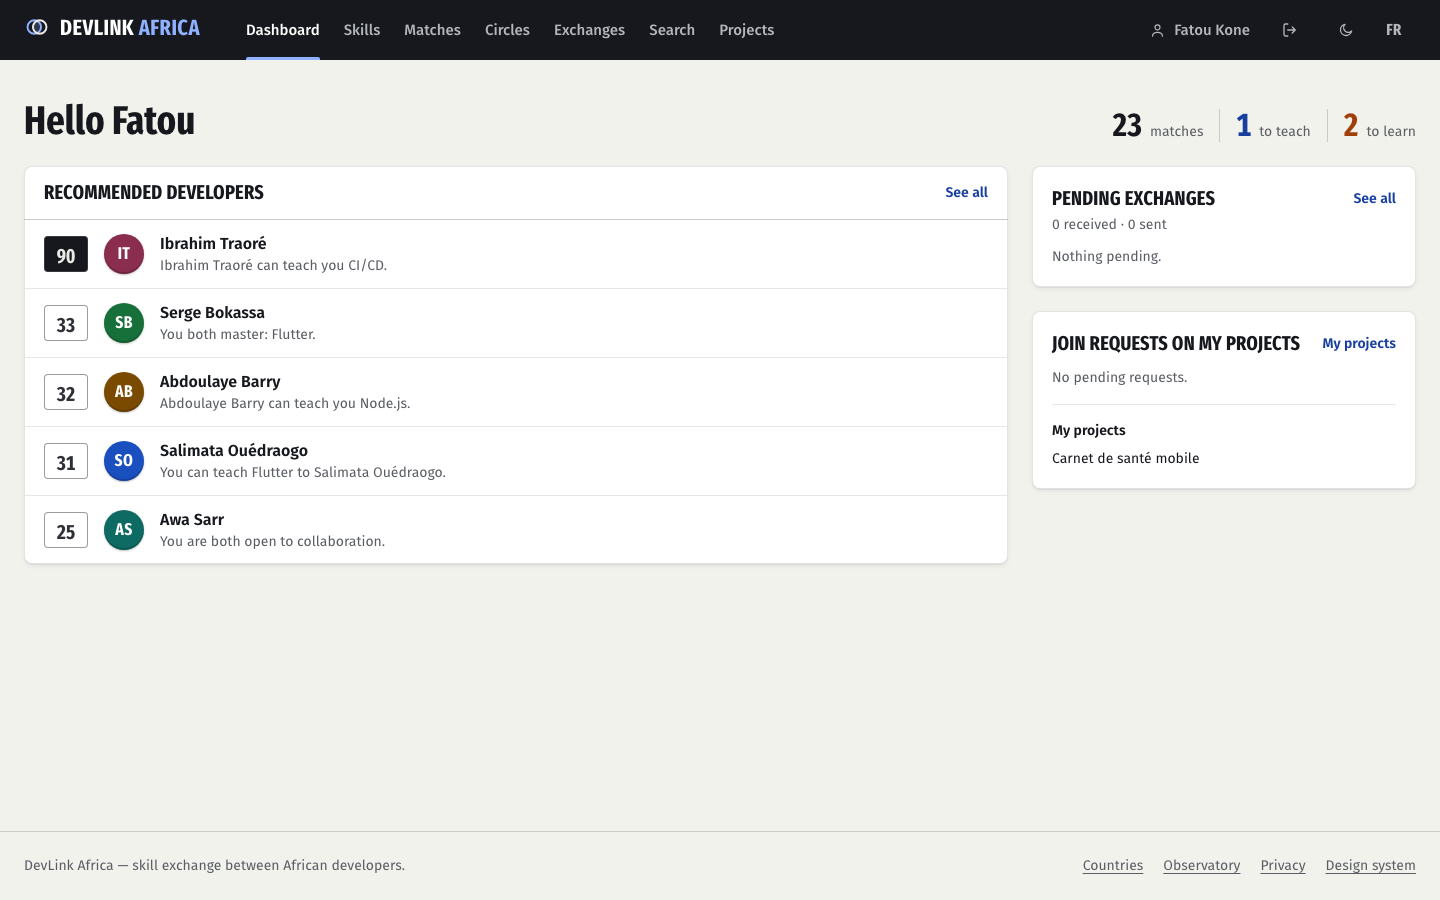 DEVLINK AFRICA
Dashboard Skills Matches Circles Exchanges Search Projects
Fatou Kone
FR
Hello Fatou
23 matches
1 to teach
2 to learn
RECOMMENDED DEVELOPERS
See all
90
IT
Ibrahim Traoré
Ibrahim Traoré can teach you CI/CD.
33
SB
Serge Bokassa
You both master: Flutter.
32
AB
Abdoulaye Barry
Abdoulaye Barry can teach you Node.js.
31
SO
Salimata Ouédraogo
You can teach Flutter to Salimata Ouédraogo.
25
AS
Awa Sarr
You are both open to collaboration.
PENDING EXCHANGES
See all
0 received · 0 sent
Nothing pending.
JOIN REQUESTS ON MY PROJECTS
My projects
No pending requests.
My projects
Carnet de santé mobile
DevLink Africa — skill exchange between African developers.
Countries Observatory Privacy Design system